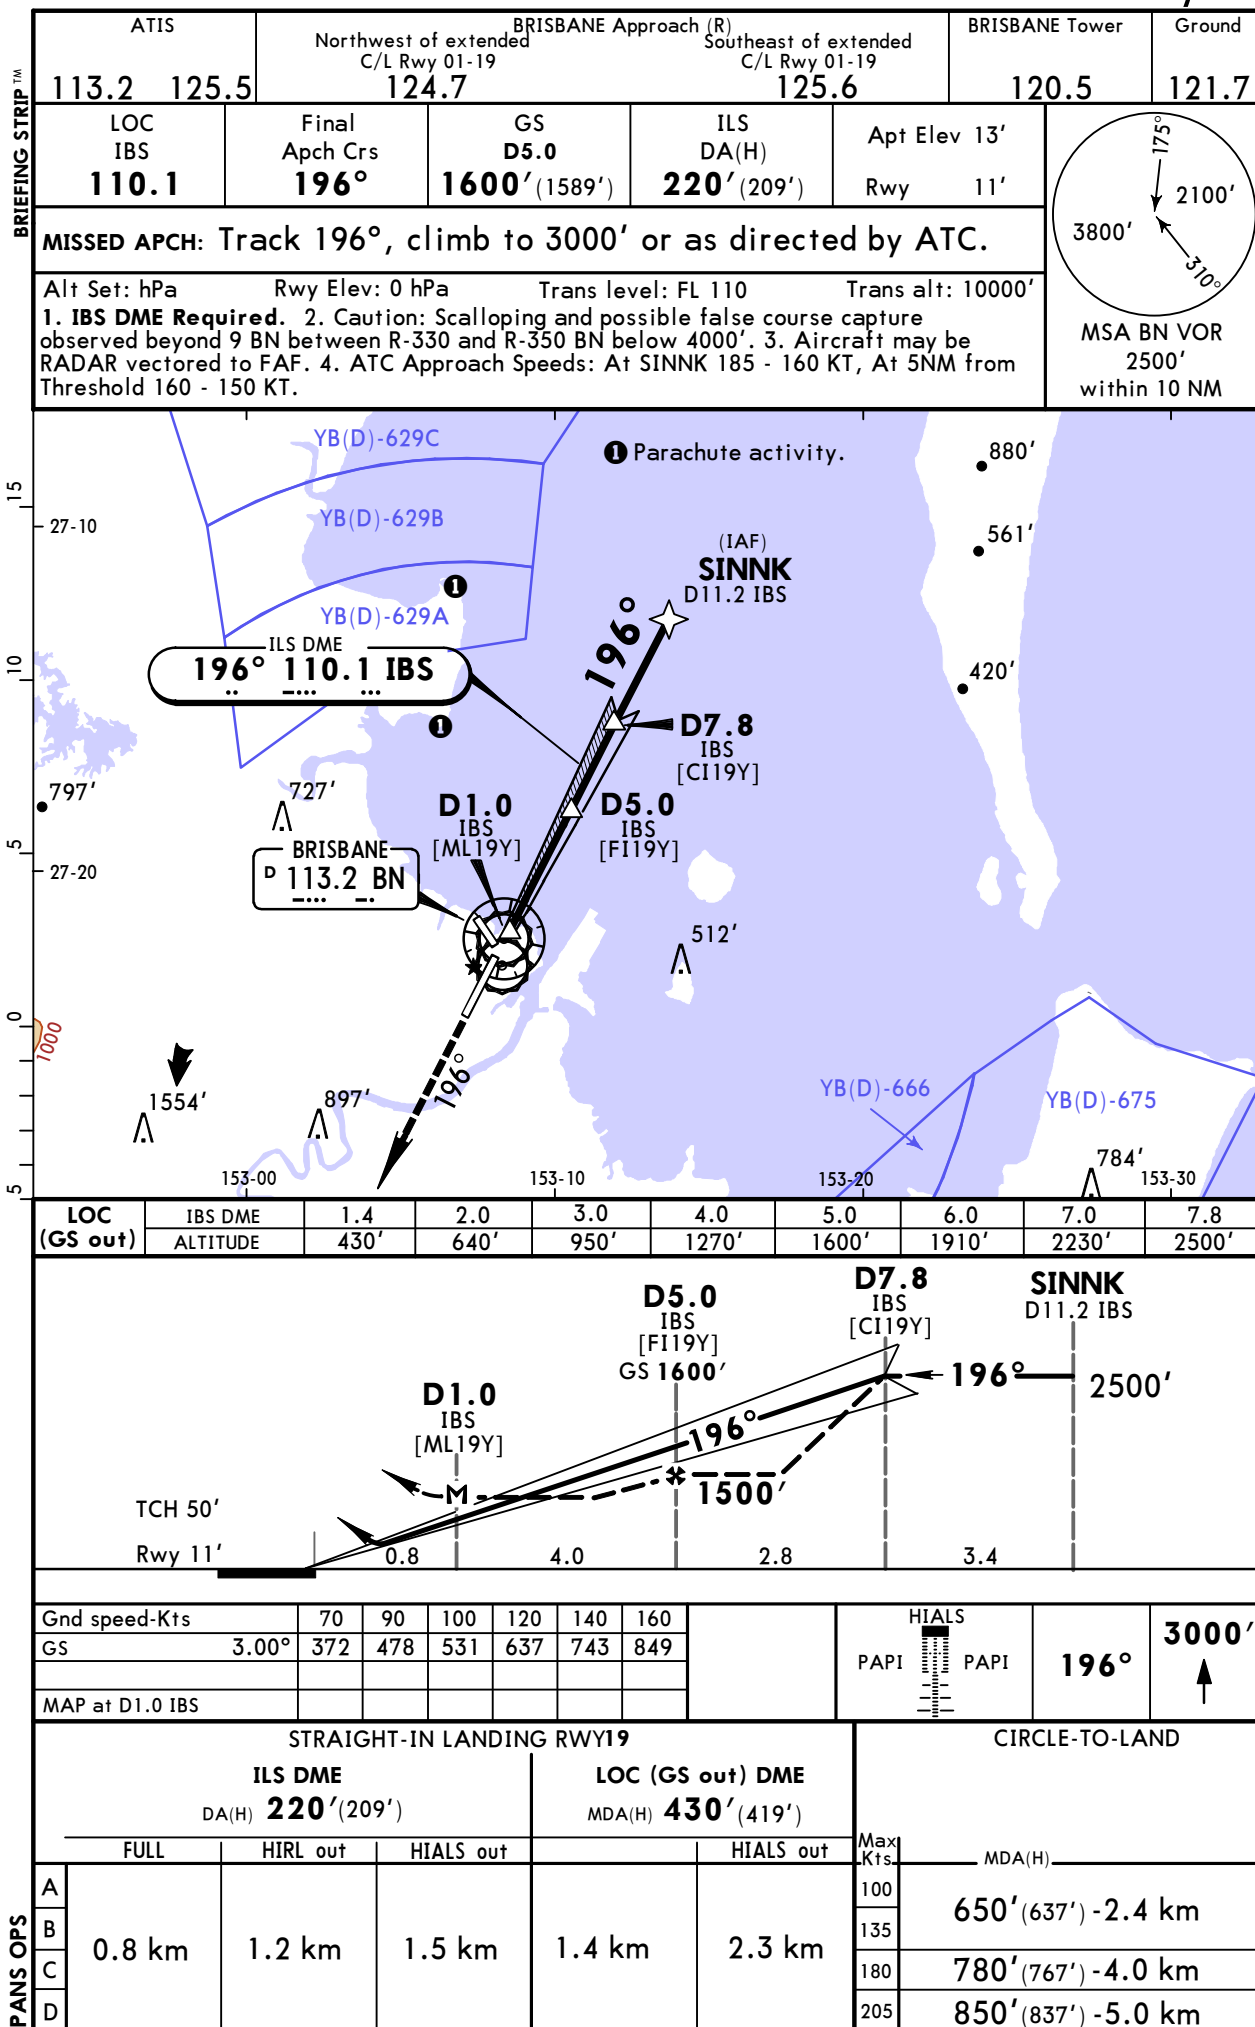 BRIEFING STRIP™
ATIS
113.2 125.5
BRISBANE Approach (R)
Northwest of extended
C/L Rwy 01-19
124.7
Southeast of extended
C/L Rwy 01-19
125.6
BRISBANE Tower
120.5
Ground
121.7
LOC
IBS
110.1
Final
Apch Crs
196°
GS
D5.0
1600' (1589')
ILS
DA(H)
220' (209')
Apt Elev 13'
Rwy 11'
MISSED APCH: Track 196°, climb to 3000' or as directed by ATC.
Alt Set: hPa Rwy Elev: 0 hPa Trans level: FL 110 Trans alt: 10000'
1. IBS DME Required. 2. Caution: Scalloping and possible false course capture
observed beyond 9 BN between R-330 and R-350 BN below 4000'. 3. Aircraft may be
RADAR vectored to FAF. 4. ATC Approach Speeds: At SINNK 185 - 160 KT, At 5NM from
Threshold 160 - 150 KT.
175°
2100'
3800'
310°
MSA BN VOR
2500'
within 10 NM
YB(D)-629C
1 Parachute activity.
880'
15
27-10
YB(D)-629B
561'
(IAF)
SINNK
D11.2 IBS
1
YB(D)-629A
196°
ILS DME
196° 110.1 IBS
10
420'
1
D7.8
IBS
[CI19Y]
797'
727'
D1.0
IBS
[ML19Y]
D5.0
IBS
[FI19Y]
5
27-20
BRISBANE
D 113.2 BN
512'
0
1000
196°
1554'
897'
YB(D)-666
YB(D)-675
784'
5
153-00
153-10
153-20
153-30
LOC
(GS out)
IBS DME 1.4 2.0 3.0 4.0 5.0 6.0 7.0 7.8
ALTITUDE 430' 640' 950' 1270' 1600' 1910' 2230' 2500'
D7.8
IBS
[CI19Y]
SINNK
D11.2 IBS
D5.0
IBS
[FI19Y]
GS 1600'
196°
2500'
D1.0
IBS
[ML19Y]
196°
M
1500'
TCH 50'
Rwy 11'
0.8 4.0 2.8 3.4
Gnd speed-Kts 70 90 100 120 140 160
GS 3.00° 372 478 531 637 743 849
MAP at D1.0 IBS
HIALS
PAPI PAPI
196°
3000'
STRAIGHT-IN LANDING RWY19
CIRCLE-TO-LAND
ILS DME
DA(H) 220' (209')
LOC (GS out) DME
MDA(H) 430' (419')
FULL HIRL out HIALS out HIALS out
Max
Kts
MDA(H)
PANS OPS
A
B
C
D
0.8 km 1.2 km 1.5 km 1.4 km 2.3 km
100
135
650' (637') - 2.4 km
180 780' (767') - 4.0 km
205 850' (837') - 5.0 km